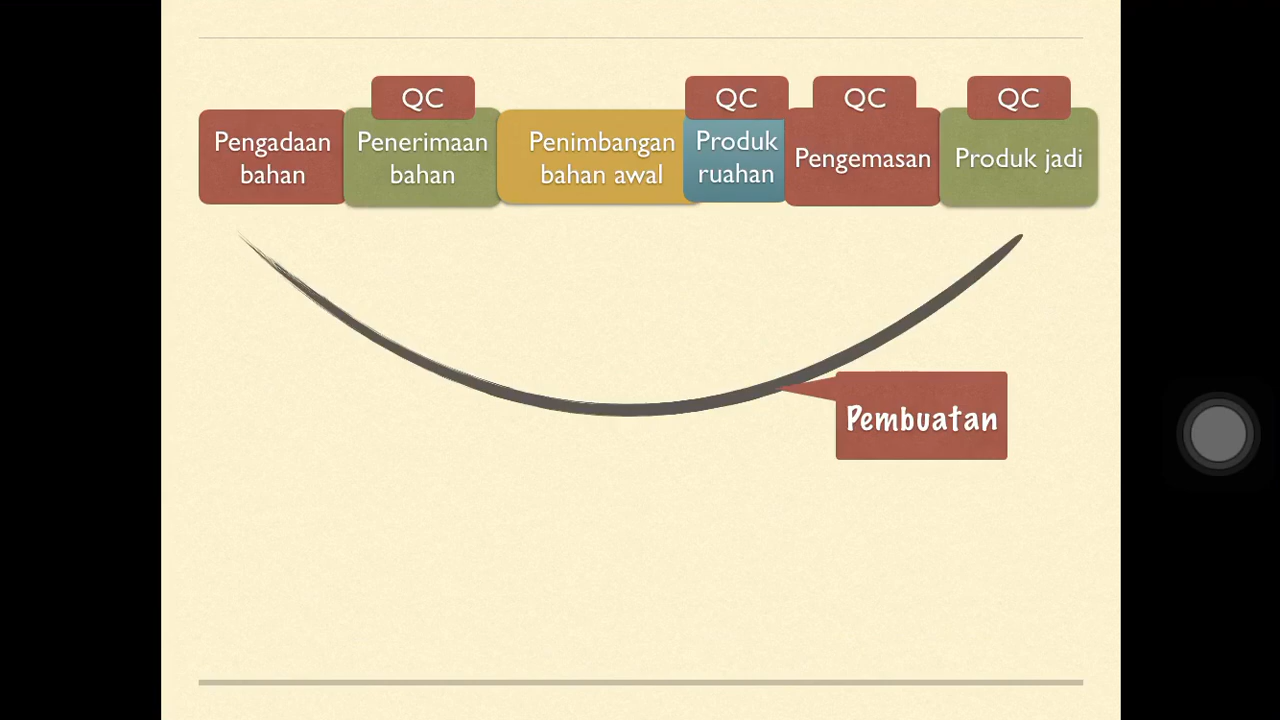 QC
QC
QC
QC
Pengadaan
bahan
Penerimaan
bahan
Penimbangan
bahan awal
Produk
ruahan
Pengemasan
Produk jadi
Pembuatan